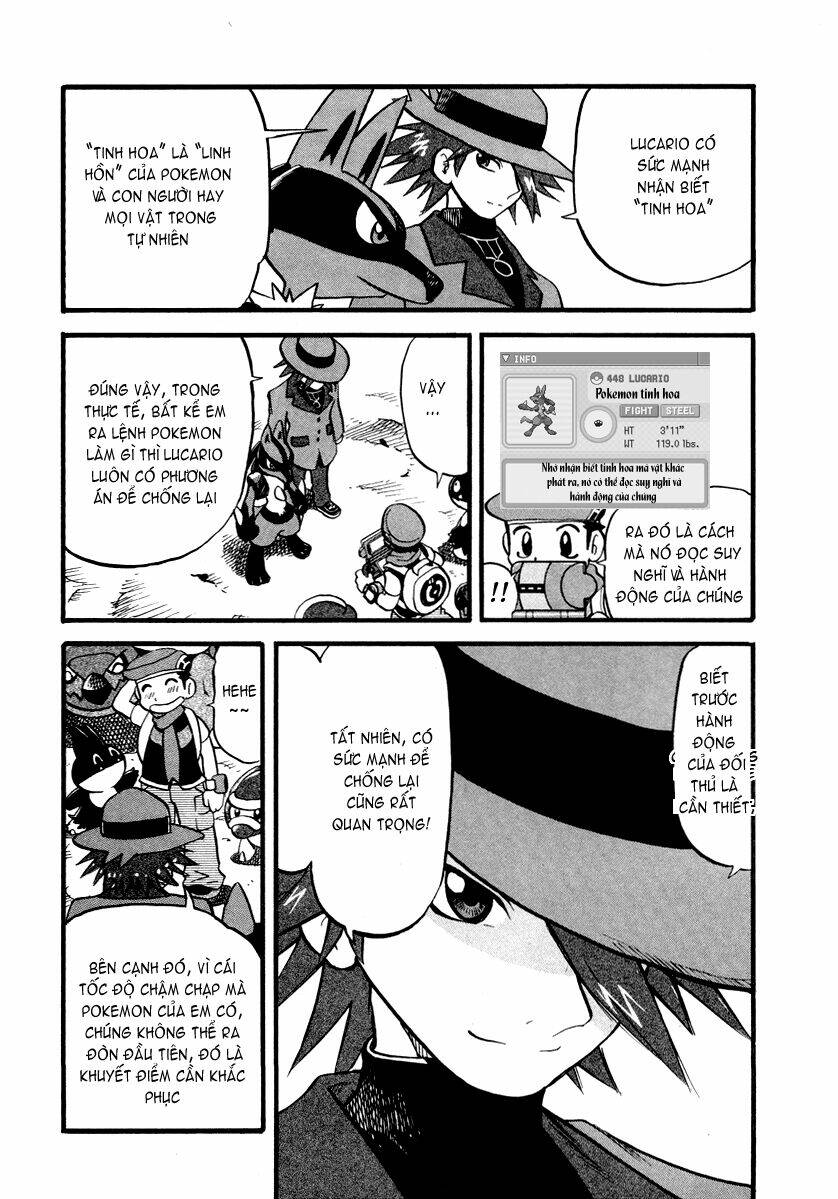 LUCARIO CÓ
SỨC MẠNH
NHẬN BIẾT
"TINH HOA"
"TINH HOA" LÀ "LINH
HỒN" CỦA POKEMON
VÀ CON NGƯỜI HAY
MỌI VẬT TRONG
TỰ NHIÊN
INFO
448 LUCARIO
Pokemon tinh hoa
FIGHT STEEL
HT 3'11"
WT 119.0 lbs.
Nhờ nhận biết tinh hoa mà vật khác
phát ra, nó có thể đọc suy nghĩ và
hành động của chúng
RA ĐÓ LÀ CÁCH
MÀ NÓ ĐỌC SUY
NGHĨ VÀ HÀNH
ĐỘNG CỦA CHÚNG
!!
VẬY
...
ĐÚNG VẬY, TRONG
THỰC TẾ, BẤT KỂ EM
RA LỆNH POKEMON
LÀM GÌ THÌ LUCARIO
LUÔN CÓ PHƯƠNG
ÁN ĐỂ CHỐNG LẠI
BIẾT
TRƯỚC
HÀNH
ĐỘNG
CỦA ĐỐI
THỦ LÀ
CẦN THIẾT,
TẤT NHIÊN, CÓ
SỨC MẠNH ĐỂ
CHỐNG LẠI
CŨNG RẤT
QUAN TRỌNG!
HEHE
~~
BÊN CẠNH ĐÓ, VÌ CÁI
TỐC ĐỘ CHẬM CHẠP MÀ
POKEMON CỦA EM CÓ,
CHÚNG KHÔNG THỂ RA
ĐÒN ĐẦU TIÊN, ĐÓ LÀ
KHUYẾT ĐIỂM CẦN KHẮC
PHỤC